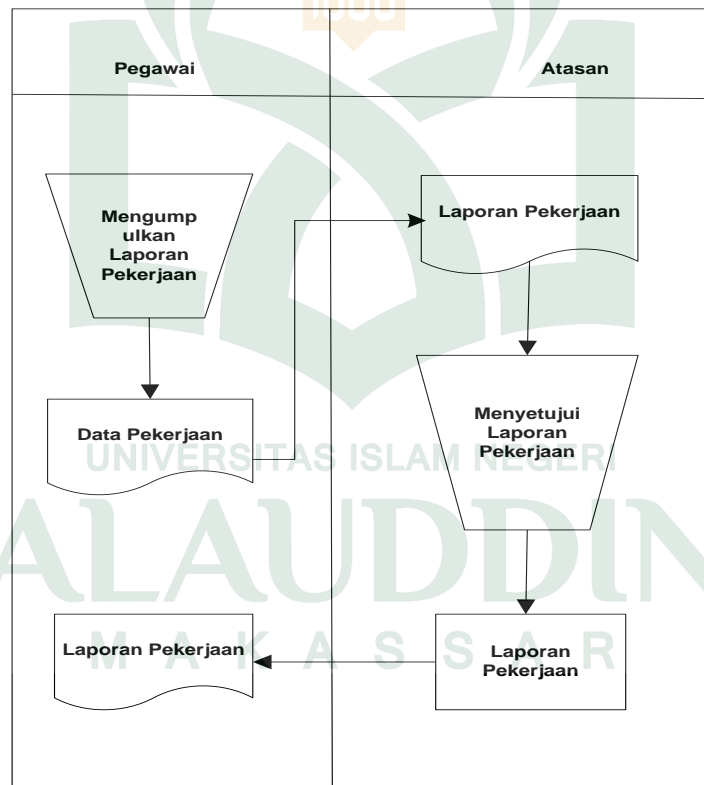 Pegawai
Atasan
Mengump
ulkan
Laporan
Pekerjaan
Laporan Pekerjaan
Data Pekerjaan
Menyetujui
Laporan
Pekerjaan
UNIVERSITAS ISLAM NEGERI
ALAUDDIN
Laporan Pekerjaan
Laporan
Pekerjaan
MAKASSAR